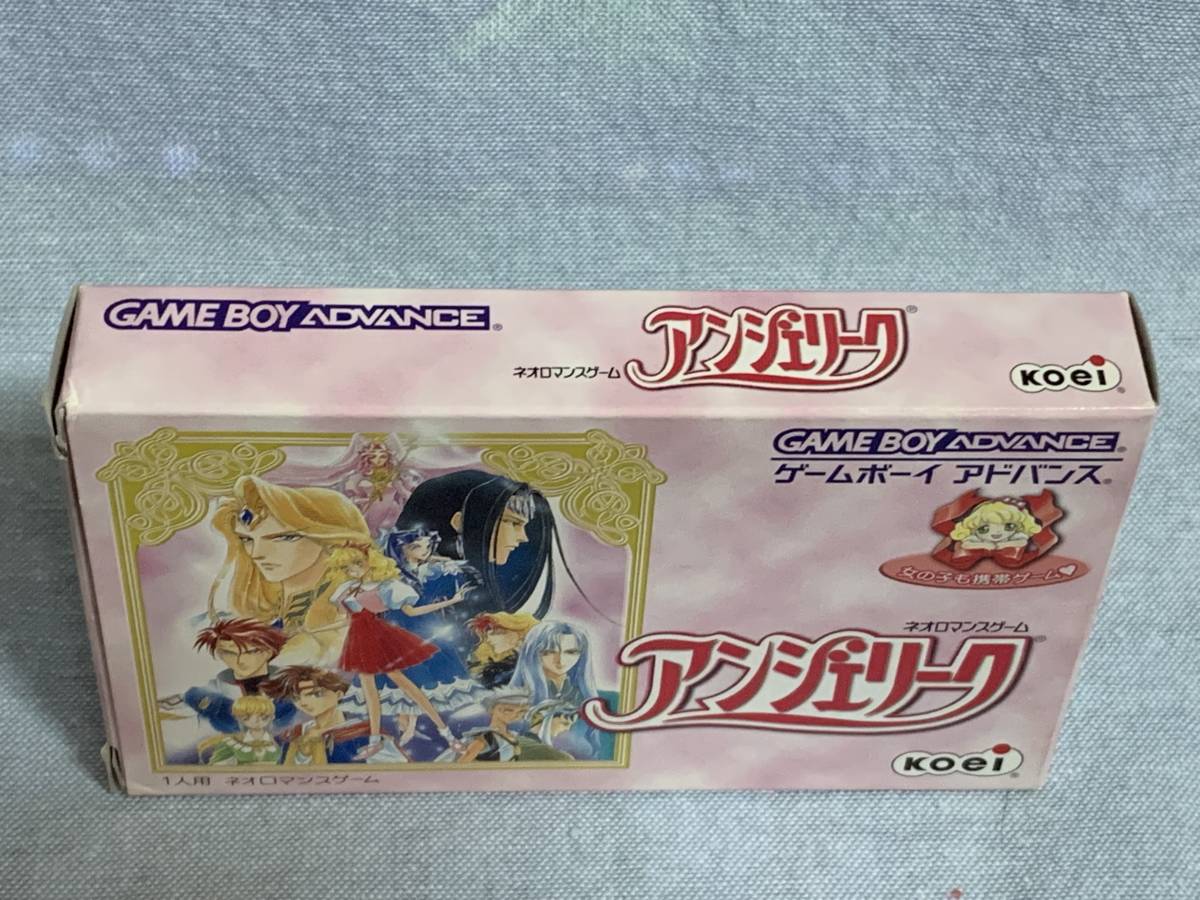 GAME BOY ADVANCE®
ネオロマンスゲーム
アンジェリーク®
KOEI®
GAME BOY ADVANCE®
ゲームボーイ アドバンス®
女の子も携帯ゲーム♥
ネオロマンスゲーム
アンジェリーク®
KOEI®
1人用 ネオロマンスゲーム